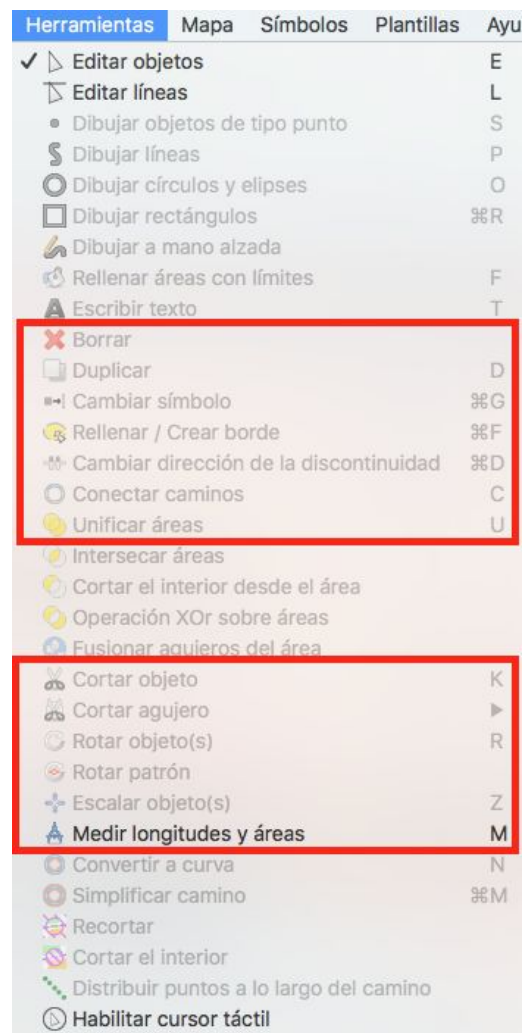 Herramientas Mapa Símbolos Plantillas Ayu
✓ Editar objetos E
Editar líneas L
Dibujar objetos de tipo punto S
Dibujar líneas P
Dibujar círculos y elipses O
Dibujar rectángulos ⌘R
Dibujar a mano alzada
Rellenar áreas con límites F
Escribir texto T
Borrar
Duplicar D
Cambiar símbolo ⌘G
Rellenar / Crear borde ⌘F
Cambiar dirección de la discontinuidad ⌘D
Conectar caminos C
Unificar áreas U
Intersecar áreas
Cortar el interior desde el área
Operación XOr sobre áreas
Fusionar agujeros del área
Cortar objeto K
Cortar agujero ▶
Rotar objeto(s) R
Rotar patrón
Escalar objeto(s) Z
Medir longitudes y áreas M
Convertir a curva N
Simplificar camino ⌘M
Recortar
Cortar el interior
Distribuir puntos a lo largo del camino
Habilitar cursor táctil